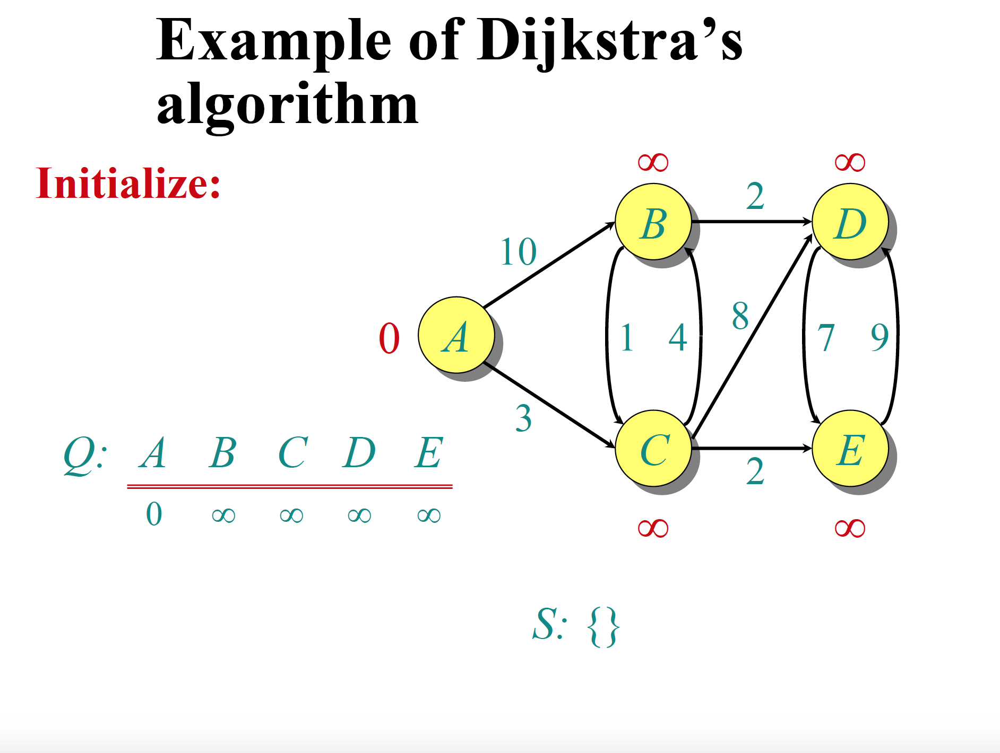 Example of Dijkstra’s
algorithm
Initialize:
∞ ∞
2
B D
10
8
0 A 1 4 7 9
3
Q: A B C D E
C E
2
0 ∞ ∞ ∞ ∞
∞ ∞
S: {}